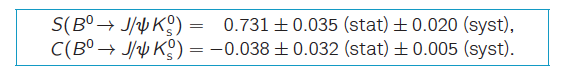 S(B⁰ → J/ψ K⁰ₛ) = 0.731 ± 0.035 (stat) ± 0.020 (syst),
C(B⁰ → J/ψ K⁰ₛ) = −0.038 ± 0.032 (stat) ± 0.005 (syst).